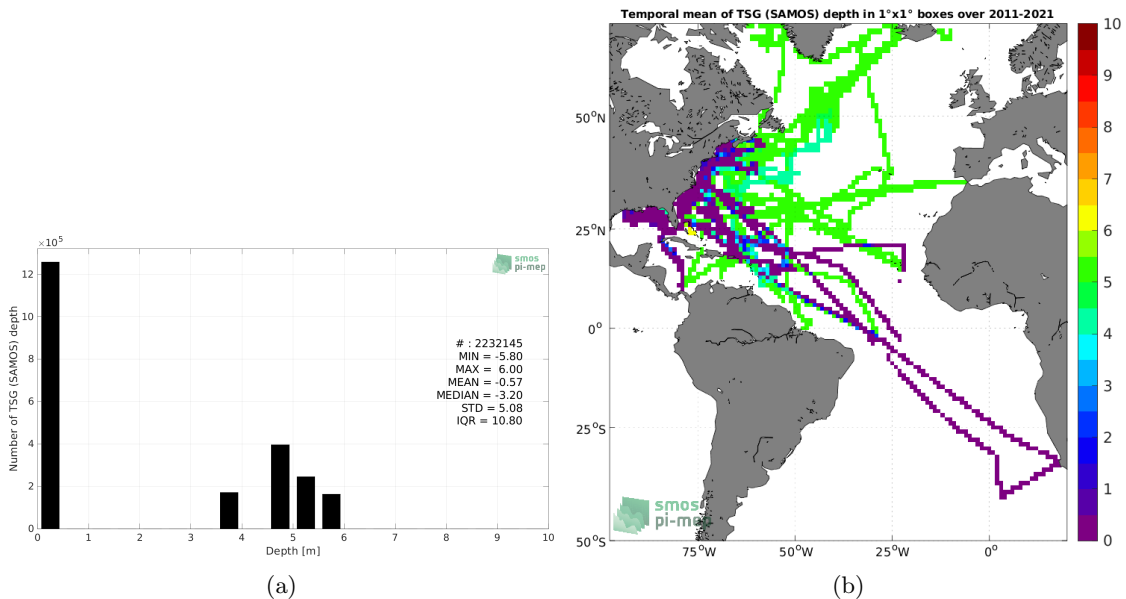 ×10⁵
12
10
8
6
4
2
0
Number of TSG (SAMOS) depth
smos
pi-mep
# : 2232145
MIN = -5.80
MAX = 6.00
MEAN = -0.57
MEDIAN = -3.20
STD = 5.08
IQR = 10.80
0 1 2 3 4 5 6 7 8 9 10
Depth [m]
(a)
Temporal mean of TSG (SAMOS) depth in 1°x1° boxes over 2011-2021
50°N
25°N
0°
25°S
50°S
75°W 50°W 25°W 0°
smos
pi-mep
10
9
8
7
6
5
4
3
2
1
0
(b)